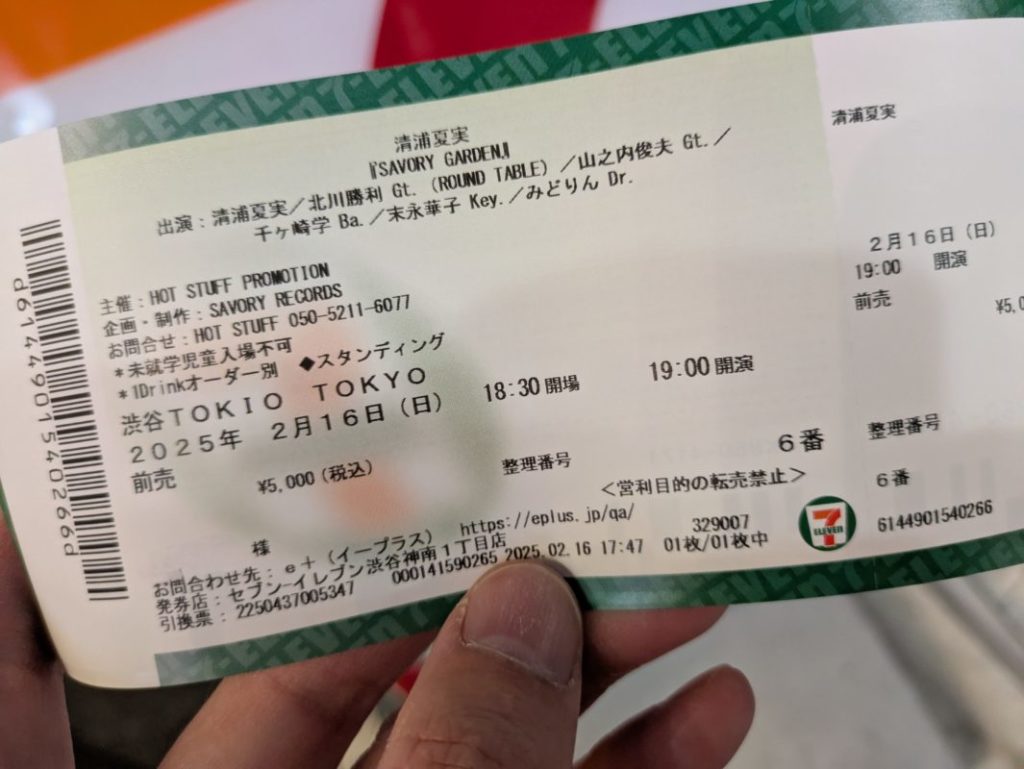 清浦夏実
『SAVORY GARDEN』
出演：清浦夏実／北川勝利 Gt. (ROUND TABLE) ／山之内俊夫 Gt.／
千ヶ崎学 Ba.／末永華子 Key.／みどりん Dr.
主催：HOT STUFF PROMOTION
企画・制作：SAVORY RECORDS
お問合せ：HOT STUFF 050-5211-6077
＊未就学児童入場不可
＊1Drinkオーダー別 ◆スタンディング
渋谷TOKIO TOKYO
2025年 2月16日（日） 18:30開場 19:00開演
前売 ¥5,000（税込） 整理番号 6番
＜営利目的の転売禁止＞
様
お問合わせ先：e+（イープラス） https://eplus.jp/qa/
発券店：セブン-イレブン渋谷神南1丁目店 329007
引換票：2250437005347 000141590265 2025.02.16 17:47 01枚/01枚中
7
ELEVEN
清浦夏実
2月16日（日）
19:00 開演
前売
整理番号
6番
6144901540266
d6144901540266d
7-ELEVEN